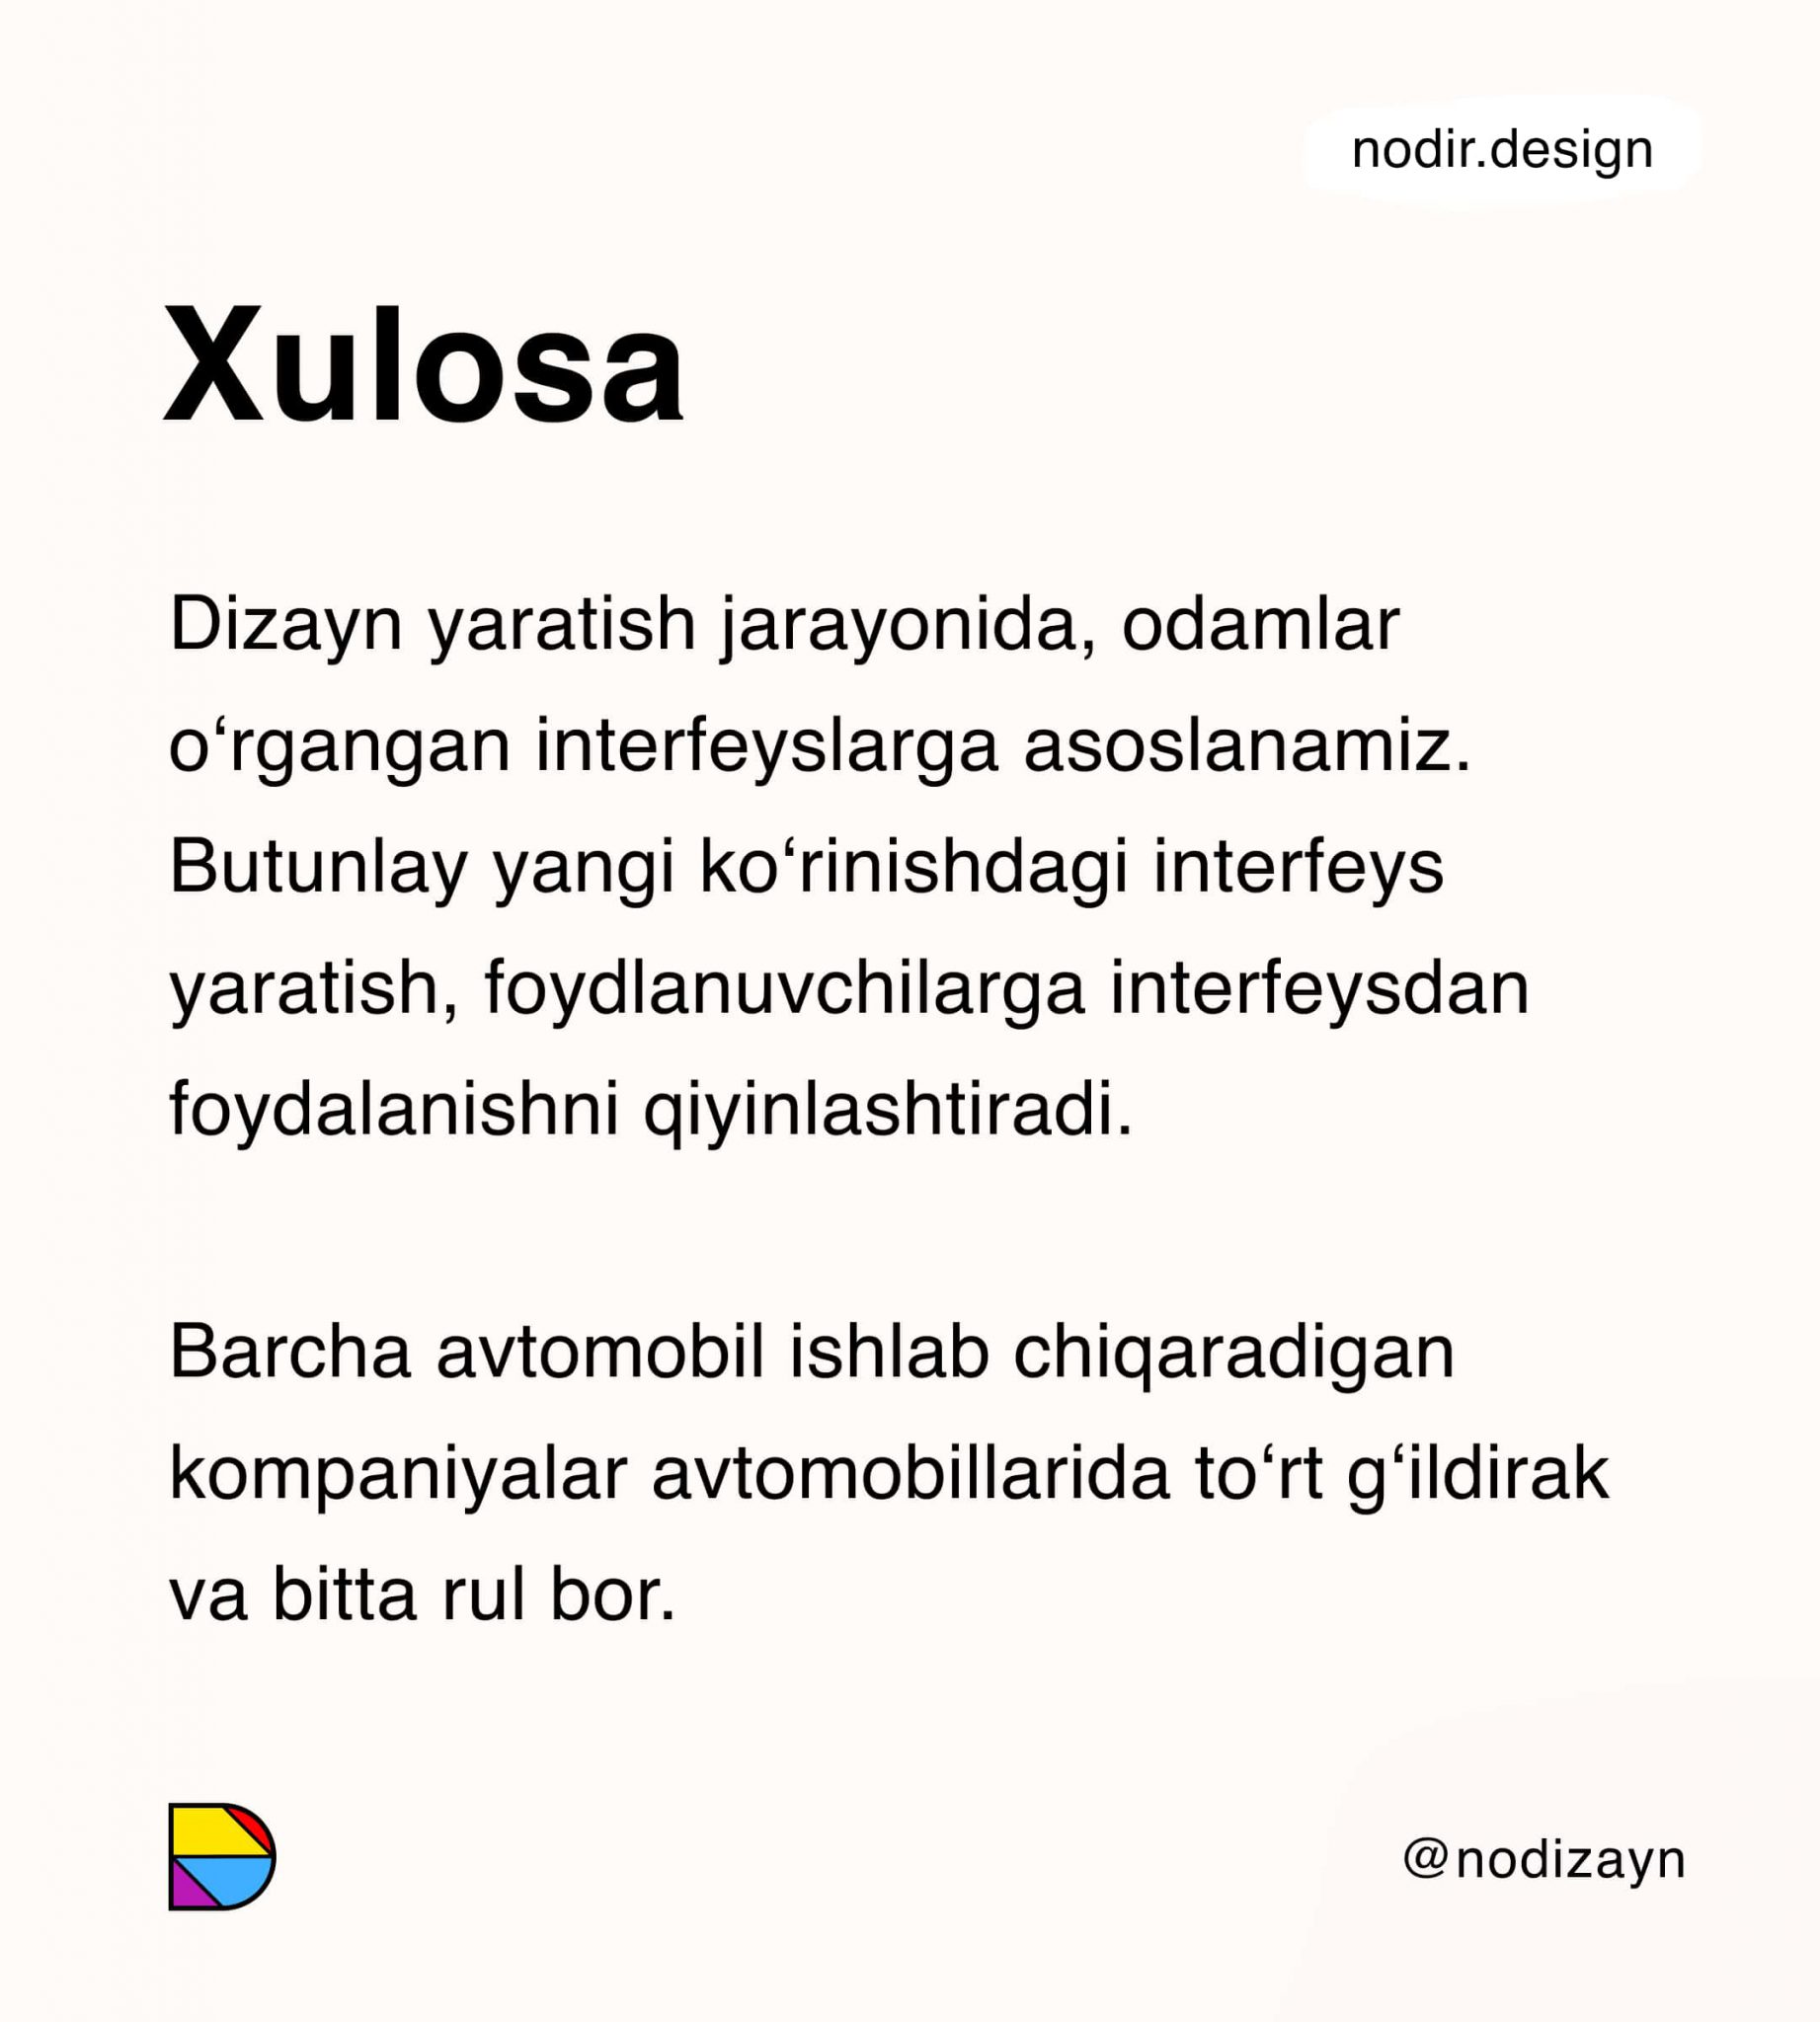 nodir.design
Xulosa
Dizayn yaratish jarayonida, odamlar
o‘rgangan interfeyslarga asoslanamiz.
Butunlay yangi ko‘rinishdagi interfeys
yaratish, foydlanuvchilarga interfeysdan
foydalanishni qiyinlashtiradi.
Barcha avtomobil ishlab chiqaradigan
kompaniyalar avtomobillarida to‘rt g‘ildirak
va bitta rul bor.
@nodizayn